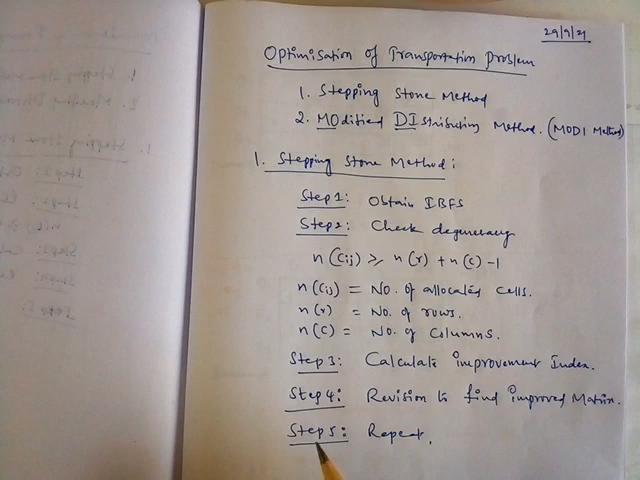 29/9/21
Optimisation of Transportation Problem
1. Stepping Stone Method
2. MOdified DIstributing Method. (MODI Method)
1. Stepping Stone Method:
Step 1: Obtain IBFS
Step 2: Check degeneracy
n(Cij) ≥ n(r) + n(c) - 1
n(Cij) = No. of allocated cells.
n(r) = No. of rows.
n(C) = No. of Columns.
Step 3: Calculate improvement Index.
Step 4: Revision to find improved Matrix.
Step 5: Repeat.